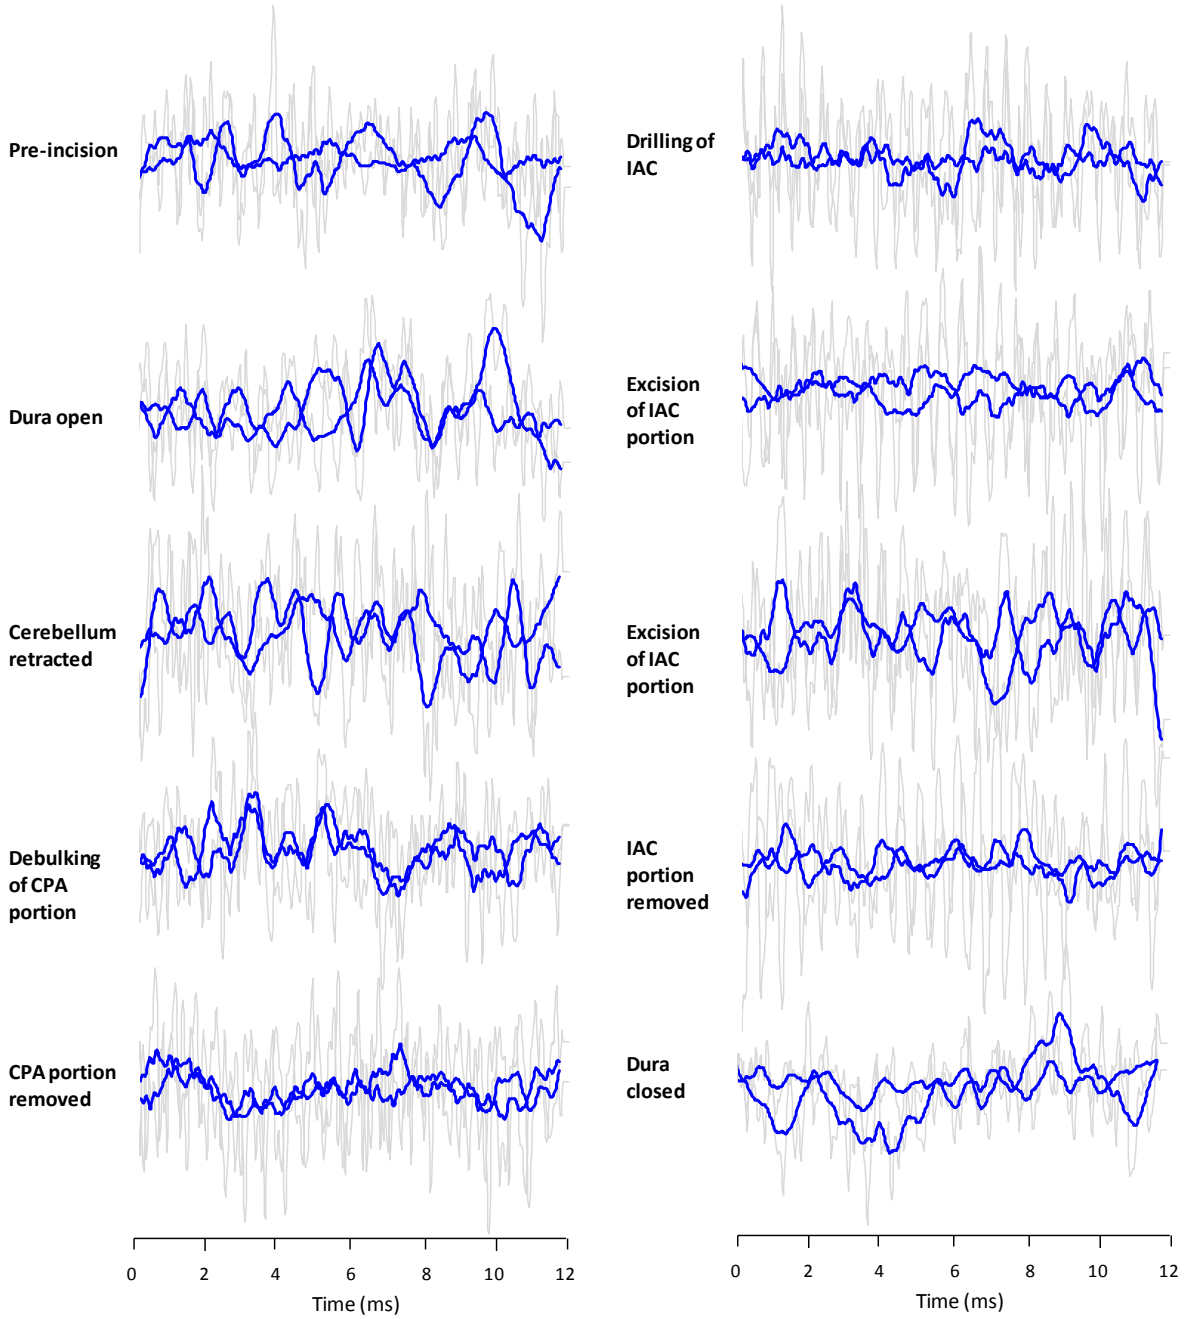 Pre-incision
Dura open
Cerebellum
retracted
Debulking
of CPA
portion
CPA portion
removed
0 2 4 6 8 10 12
Time (ms)
Drilling of
IAC
Excision
of IAC
portion
Excision
of IAC
portion
IAC
portion
removed
Dura
closed
0 2 4 6 8 10 12
Time (ms)